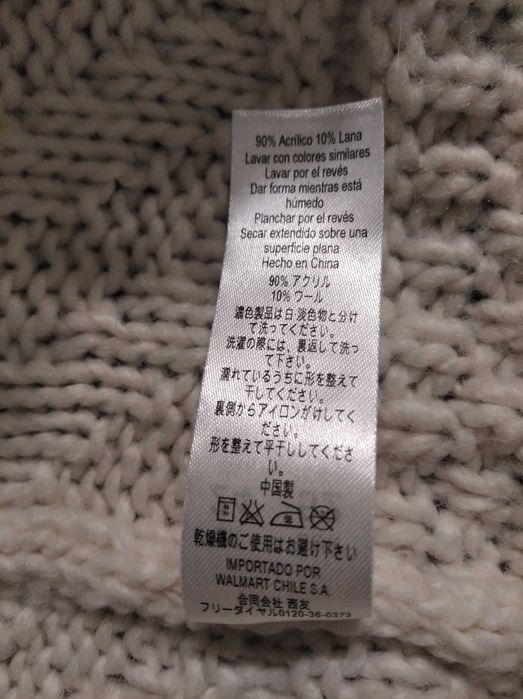 90% Acrílico 10% Lana
Lavar con colores similares
Lavar por el revés
Dar forma mientras está
húmedo
Planchar por el revés
Secar extendido sobre una
superficie plana
Hecho en China
90% アクリル
10% ウール
濃色製品は白 淡色物と分け
て洗ってください。
洗濯の際には、裏返して洗っ
て下さい。
濡れているうちに形を整えて
干してください。
裏側からアイロンがけしてくだ
さい。
形を整えて平干ししてくださ
い。
中国製
乾燥機のご使用はお避け下さい
IMPORTADO POR
WALMART CHILE S.A.
合同会社 西友
フリーダイヤル0120-36-0373